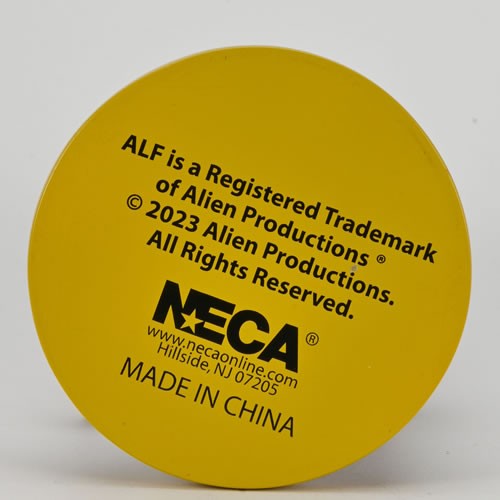 ALF is a Registered Trademark
of Alien Productions ®
© 2023 Alien Productions.
All Rights Reserved.
NECA®
www.necaonline.com
Hillside, NJ 07205
MADE IN CHINA